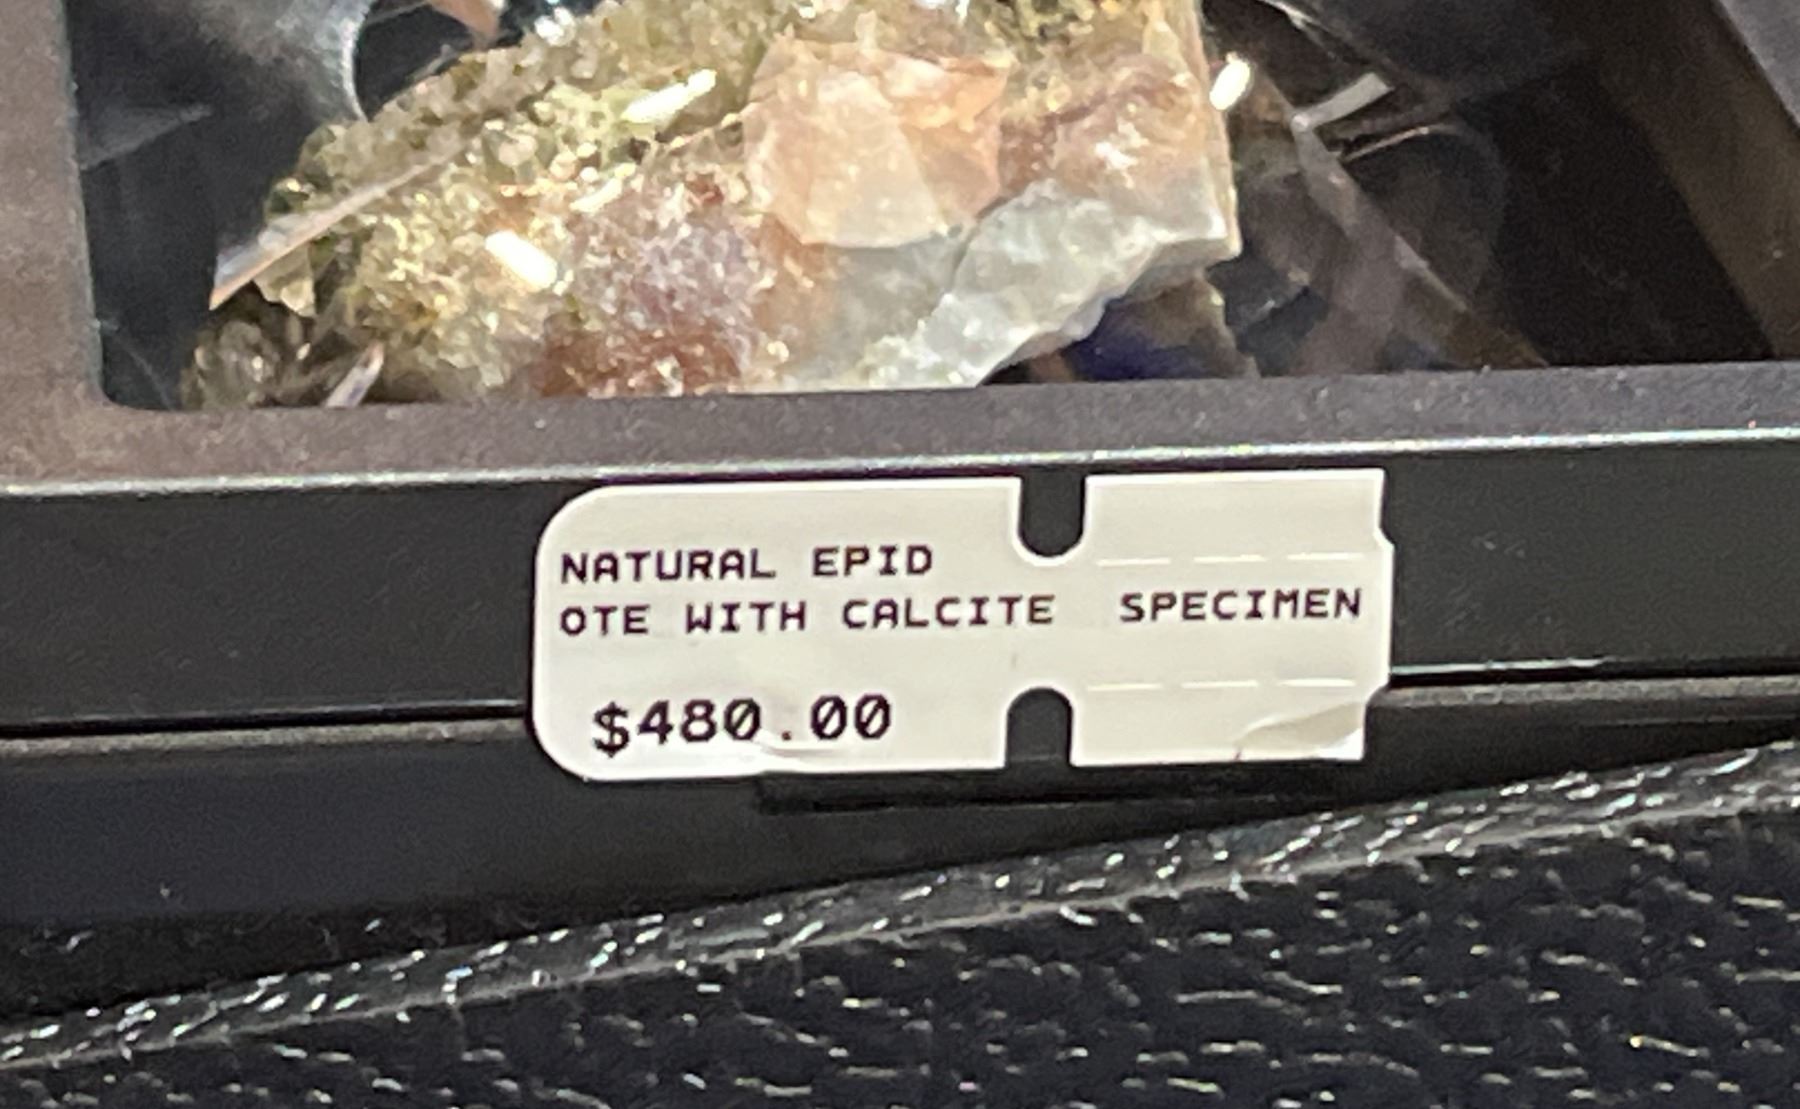 NATURAL EPID
OTE WITH CALCITE SPECIMEN
$480.00